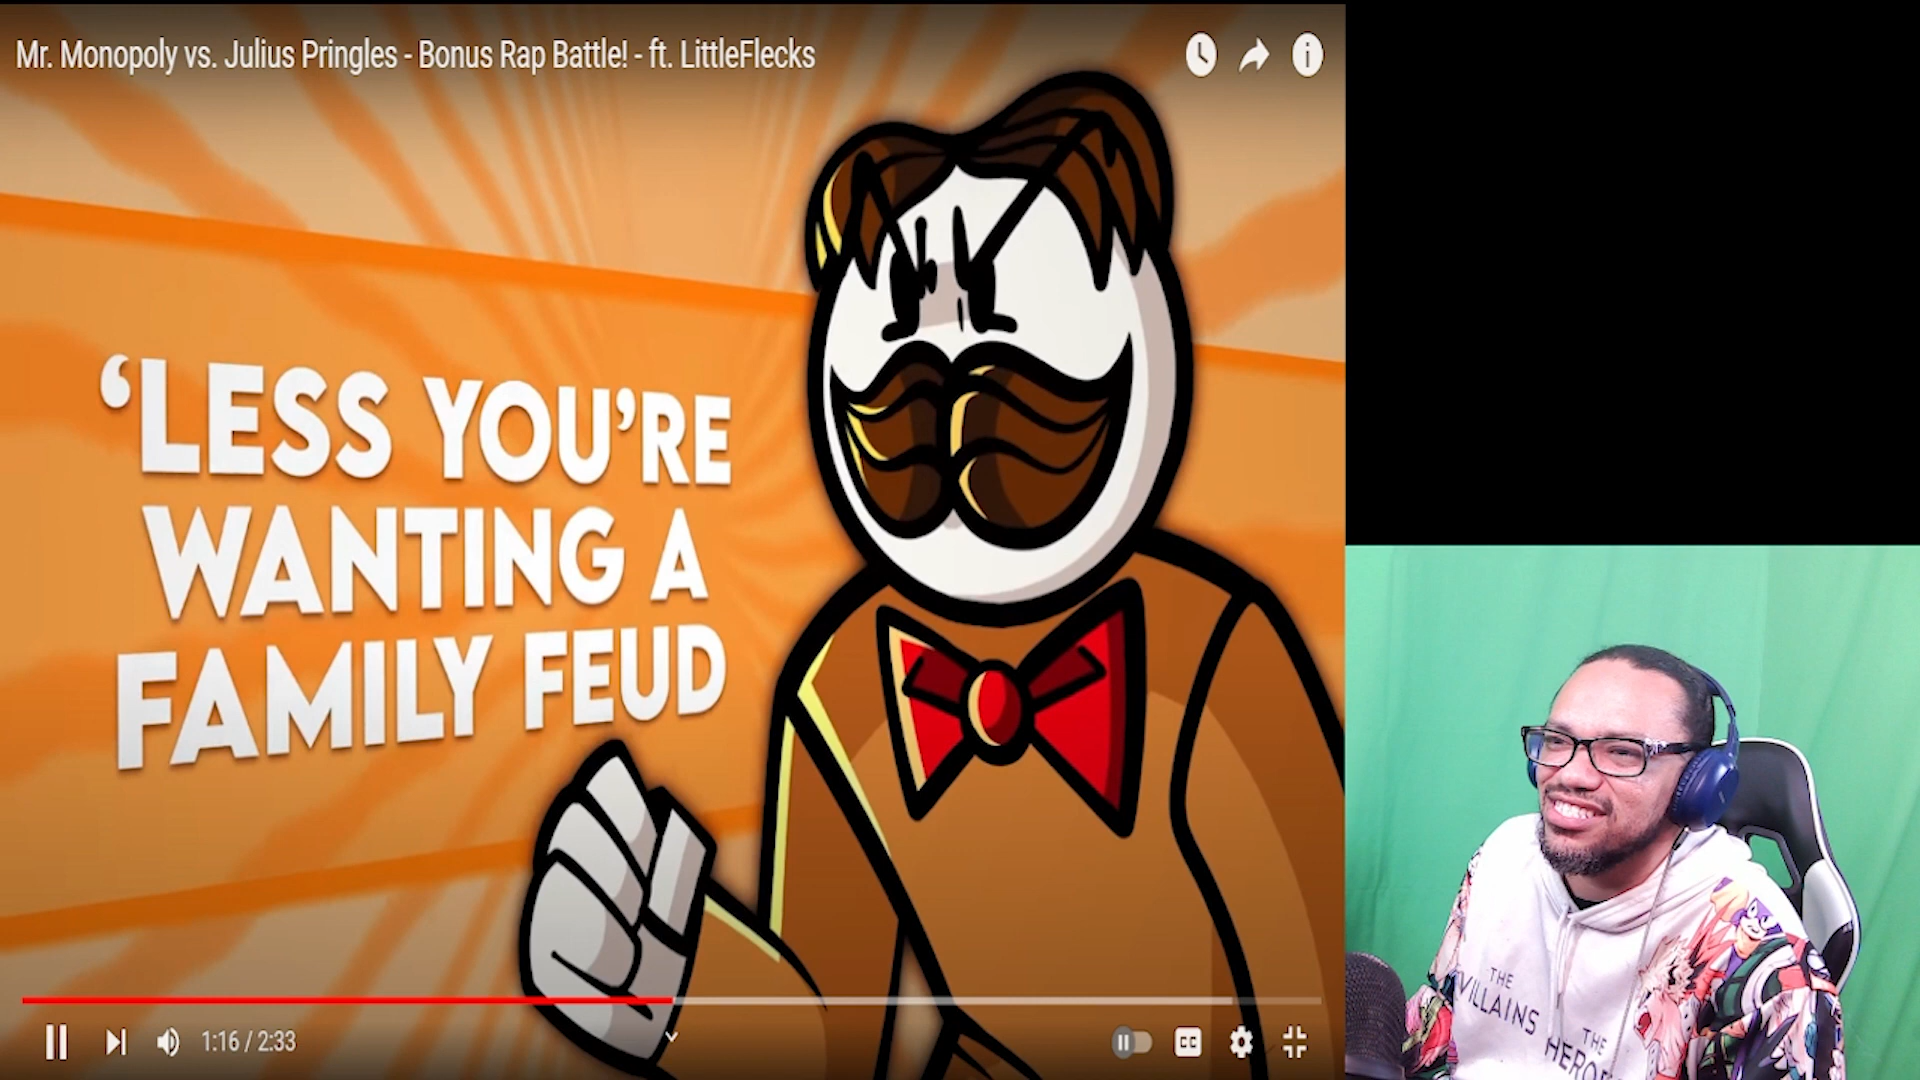 Mr. Monopoly vs. Julius Pringles - Bonus Rap Battle! - ft. LittleFlecks
‘LESS YOU’RE
WANTING A
FAMILY FEUD
1:16 / 2:33
CC
THE
VILLAINS
THE